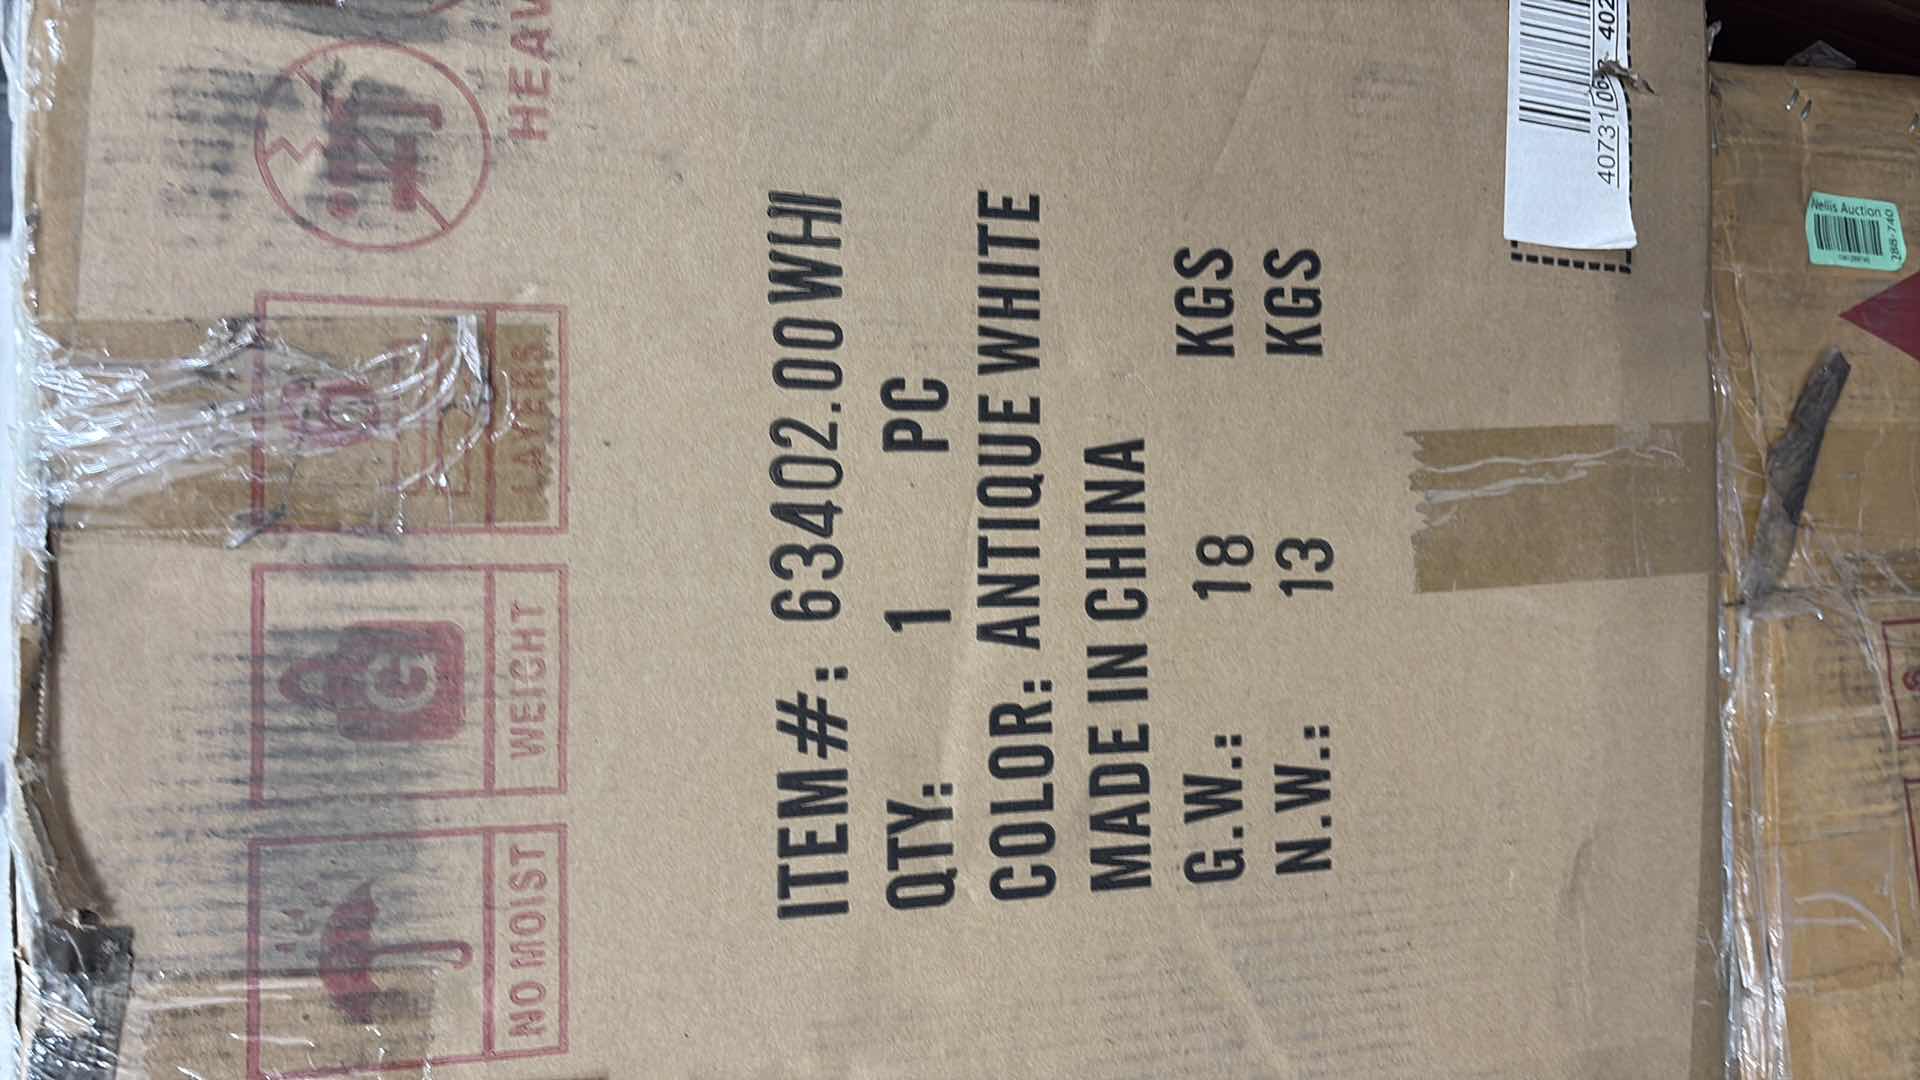 ITEM#: 63402.00WHI
QTY: 1 PC
COLOR: ANTIQUE WHITE
MADE IN CHINA
G.W.: 18 KGS
N.W.: 13 KGS
NO MOIST
WEIGHT
LAYERS
HEAV
Nellis Auction